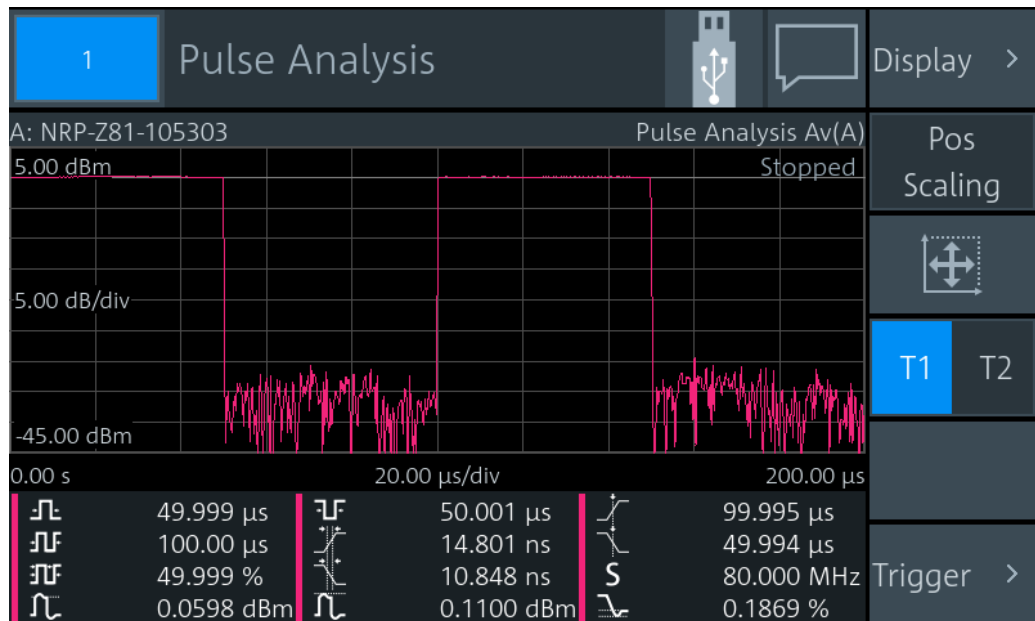 1
Pulse Analysis
Display >
A: NRP-Z81-105303
Pulse Analysis Av(A)
Pos
Scaling
5.00 dBm
Stopped
5.00 dB/div
T1
T2
-45.00 dBm
0.00 s
20.00 µs/div
200.00 µs
49.999 µs
50.001 µs
99.995 µs
100.00 µs
14.801 ns
49.994 µs
49.999 %
10.848 ns
S
80.000 MHz
0.0598 dBm
0.1100 dBm
0.1869 %
Trigger >